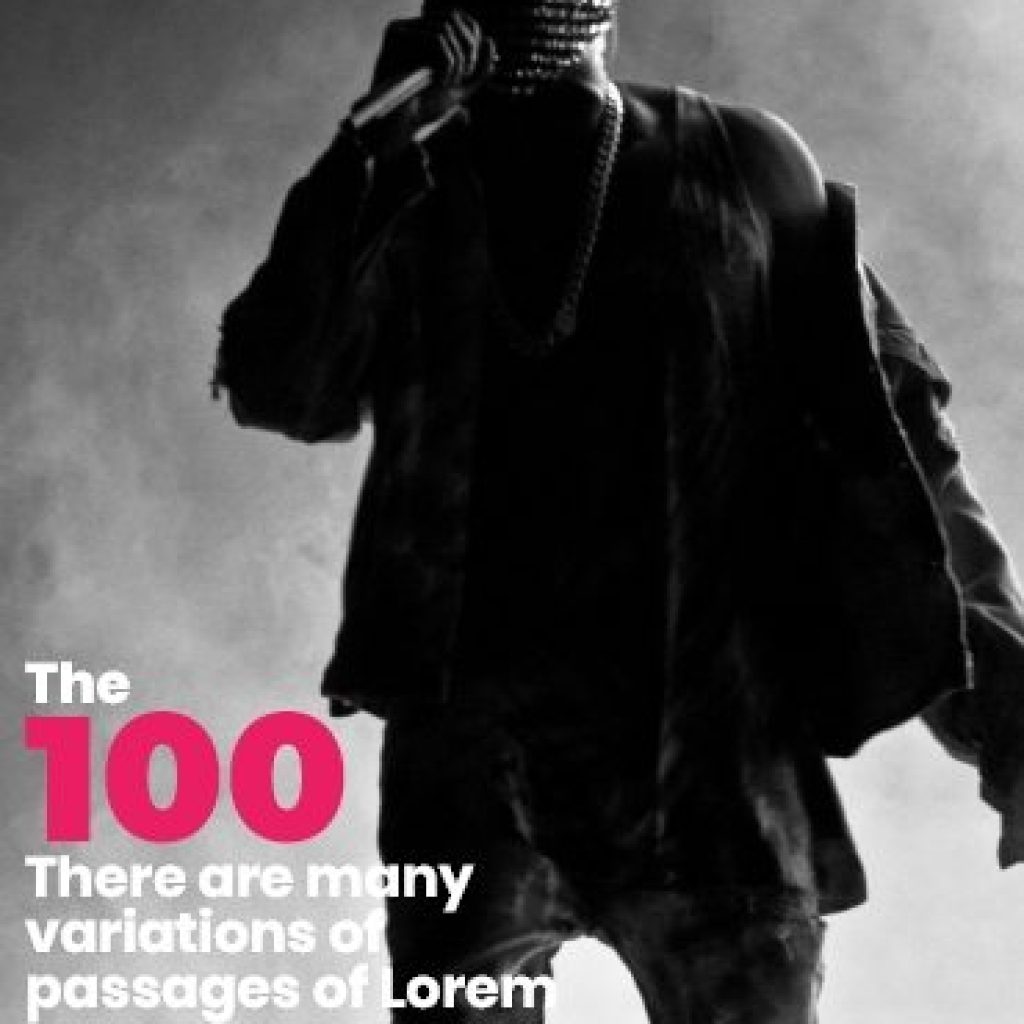 The
100
There are many
variations of
passages of Lorem